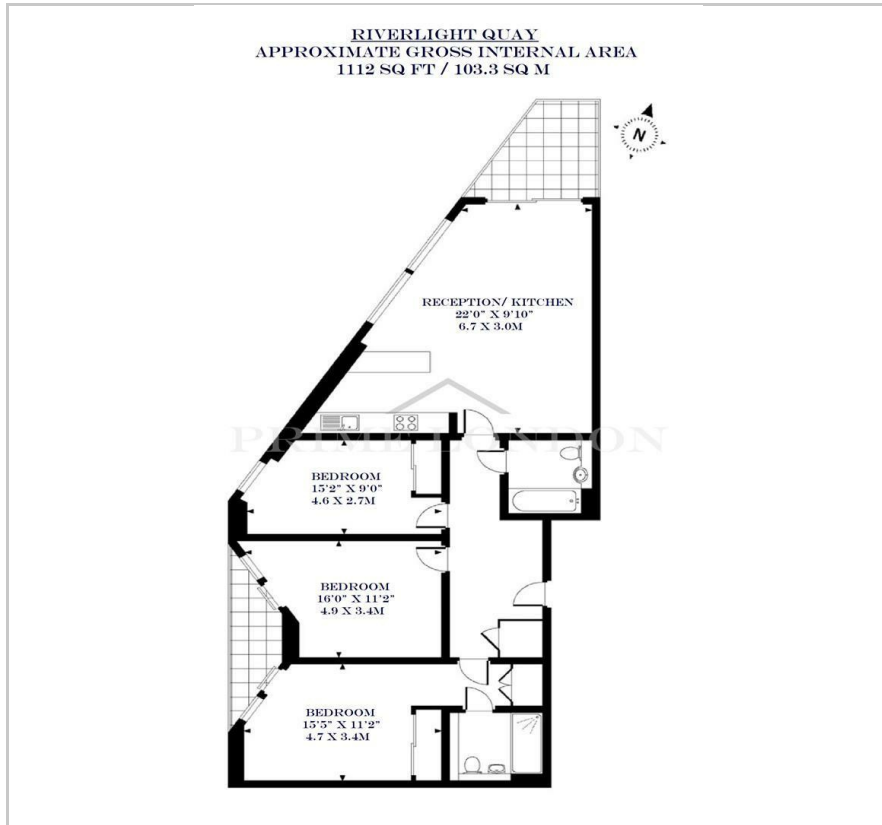 RIVERLIGHT QUAY
APPROXIMATE GROSS INTERNAL AREA
1112 SQ FT / 103.3 SQ M
N
RECEPTION/ KITCHEN
22'0" X 9'10"
6.7 X 3.0M
PRIME LONDON
BEDROOM
15'2" X 9'0"
4.6 X 2.7M
BEDROOM
16'0" X 11'2"
4.9 X 3.4M
BEDROOM
15'5" X 11'2"
4.7 X 3.4M